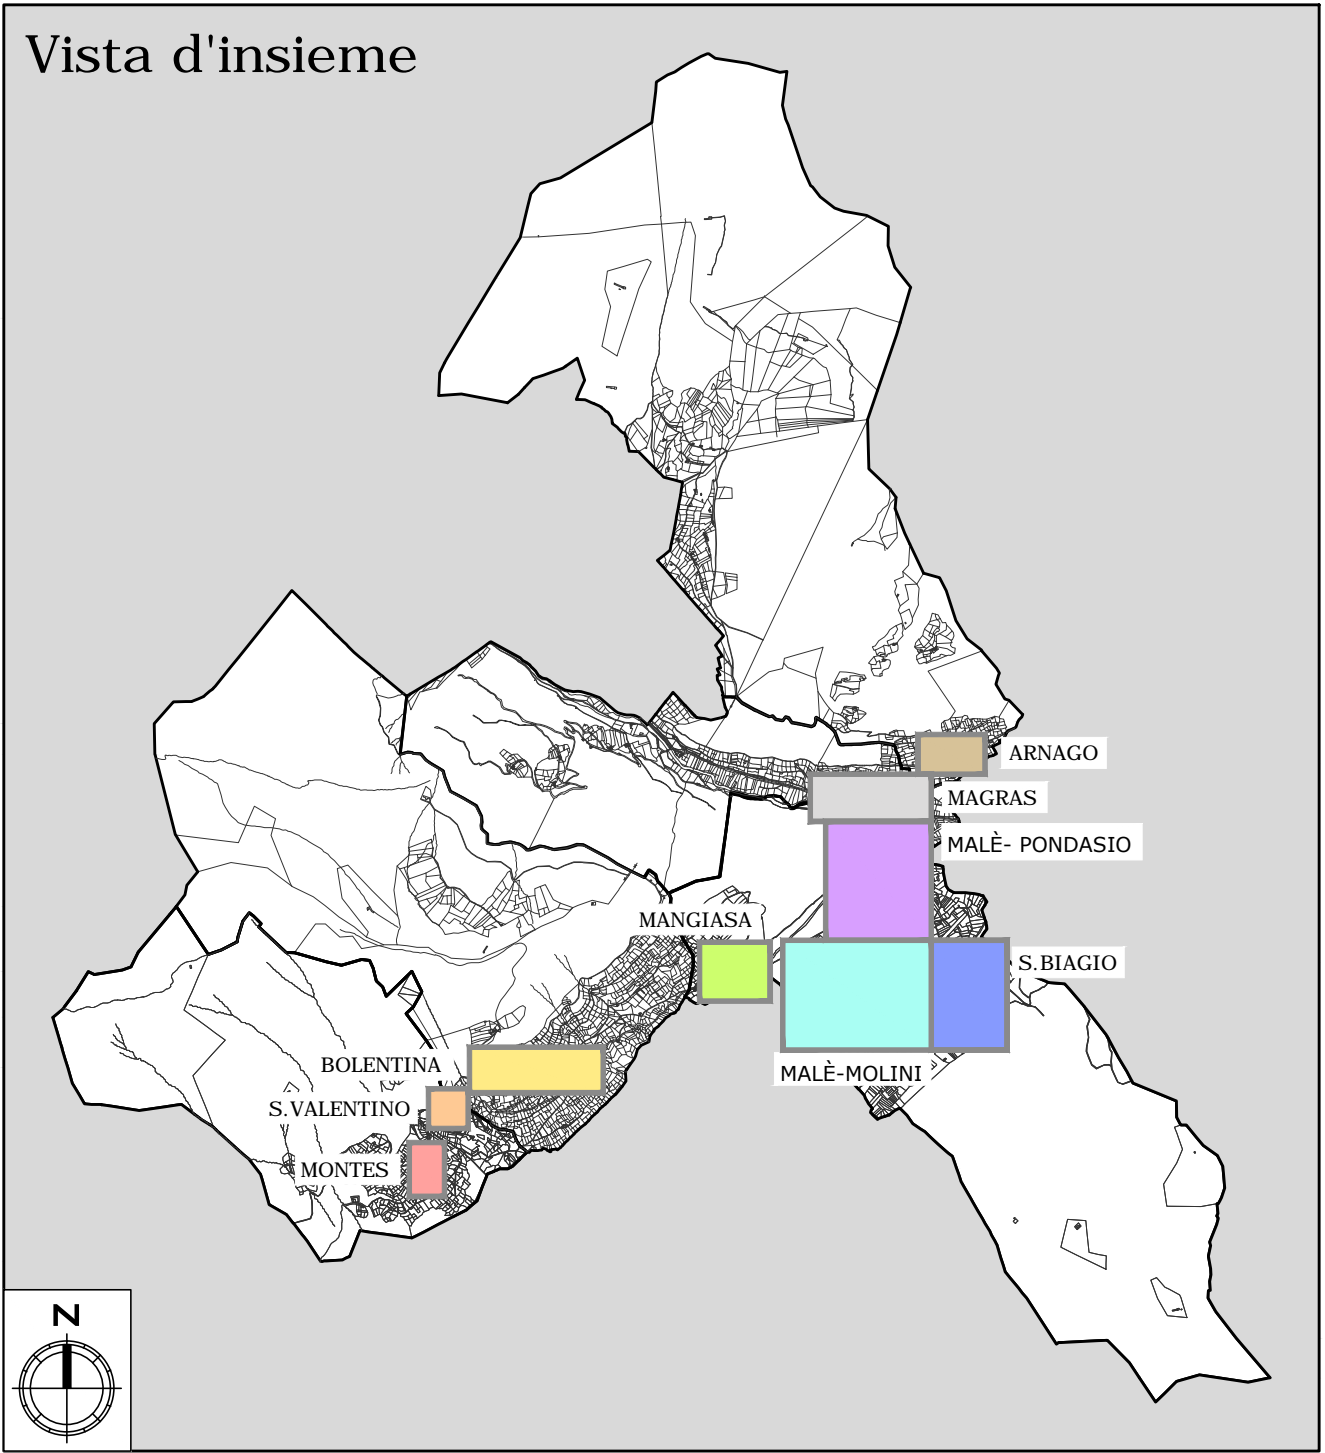 Vista d'insieme
ARNAGO
MAGRAS
MALÈ- PONDASIO
MANGIASA
S.BIAGIO
BOLENTINA
MALÈ-MOLINI
S.VALENTINO
MONTES
N